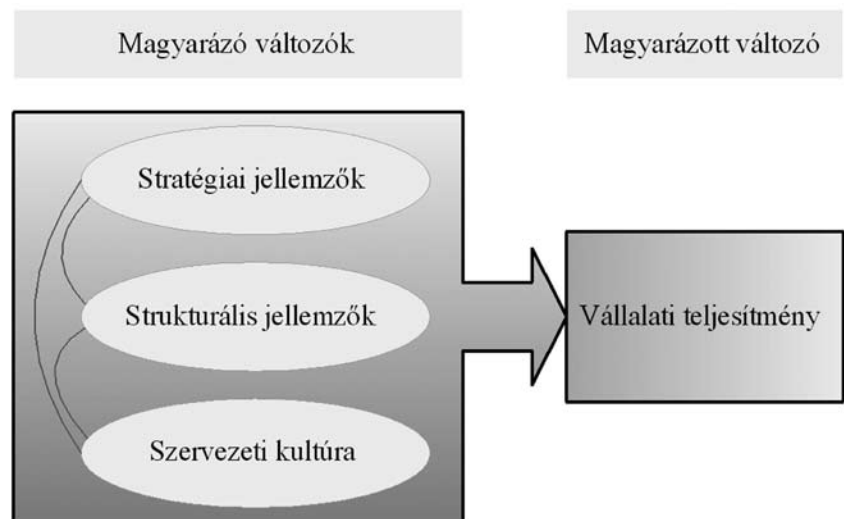 Magyarázó változók
Magyarázott változó
Stratégiai jellemzők
Strukturális jellemzők
Vállalati teljesítmény
Szervezeti kultúra